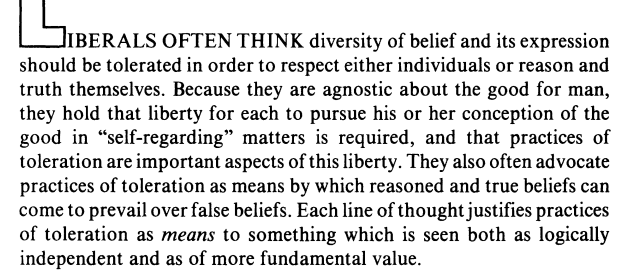 LIBERALS OFTEN THINK diversity of belief and its expression
should be tolerated in order to respect either individuals or reason and
truth themselves. Because they are agnostic about the good for man,
they hold that liberty for each to pursue his or her conception of the
good in “self-regarding” matters is required, and that practices of
toleration are important aspects of this liberty. They also often advocate
practices of toleration as means by which reasoned and true beliefs can
come to prevail over false beliefs. Each line of thought justifies practices
of toleration as means to something which is seen both as logically
independent and as of more fundamental value.